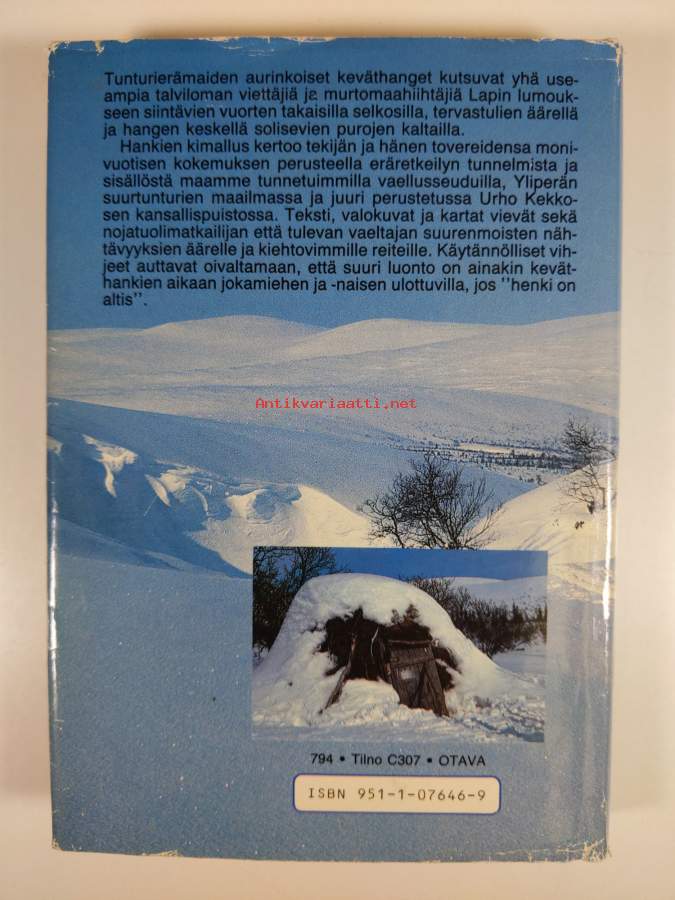 Tunturierämaiden aurinkoiset keväthanget kutsuvat yhä use-
ampia talviloman viettäjiä ja murtomaahiihtäjiä Lapin lumouk-
seen siintävien vuorten takaisilla selkosilla, tervastulien äärellä
ja hangen keskellä solisevien purojen kaltailla.
Hankien kimallus kertoo tekijän ja hänen tovereidensa moni-
vuotisen kokemuksen perusteella eräretkeilyn tunnelmista ja
sisällöstä maamme tunnetuimmilla vaellusseuduilla, Yliperän
suurtunturien maailmassa ja juuri perustetussa Urho Kekko-
sen kansallispuistossa. Teksti, valokuvat ja kartat vievät sekä
nojatuolimatkailijan että tulevan vaeltajan suurenmoisten näh-
tävyyksien äärelle ja kiehtovimmille reiteille. Käytännölliset vih-
jeet auttavat oivaltamaan, että suuri luonto on ainakin kevät-
hankien aikaan jokamiehen ja -naisen ulottuvilla, jos ''henki on
altis''.
Antikvariaatti.net
794 • Tilno C307 • OTAVA
ISBN 951-1-07646-9